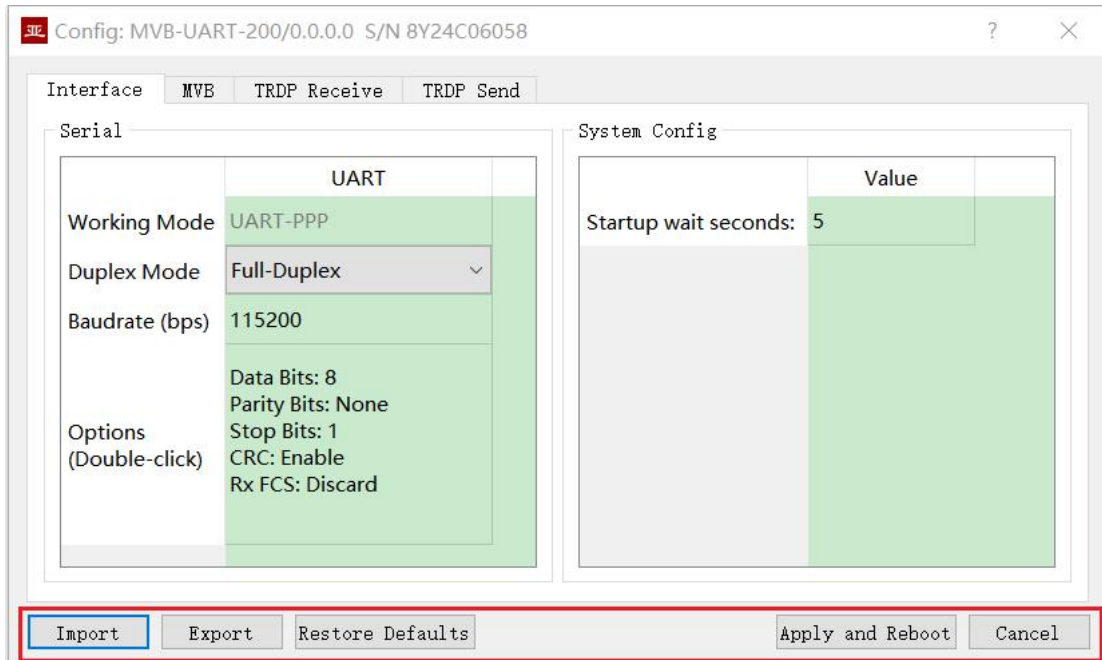 亚 Config: MVB-UART-200/0.0.0.0 S/N 8Y24C06058 ?
Interface MVB TRDP Receive TRDP Send
Serial
UART
Working Mode UART-PPP
Duplex Mode Full-Duplex
Baudrate (bps) 115200
Options
(Double-click)
Data Bits: 8
Parity Bits: None
Stop Bits: 1
CRC: Enable
Rx FCS: Discard
System Config
Value
Startup wait seconds: 5
Import Export Restore Defaults Apply and Reboot Cancel